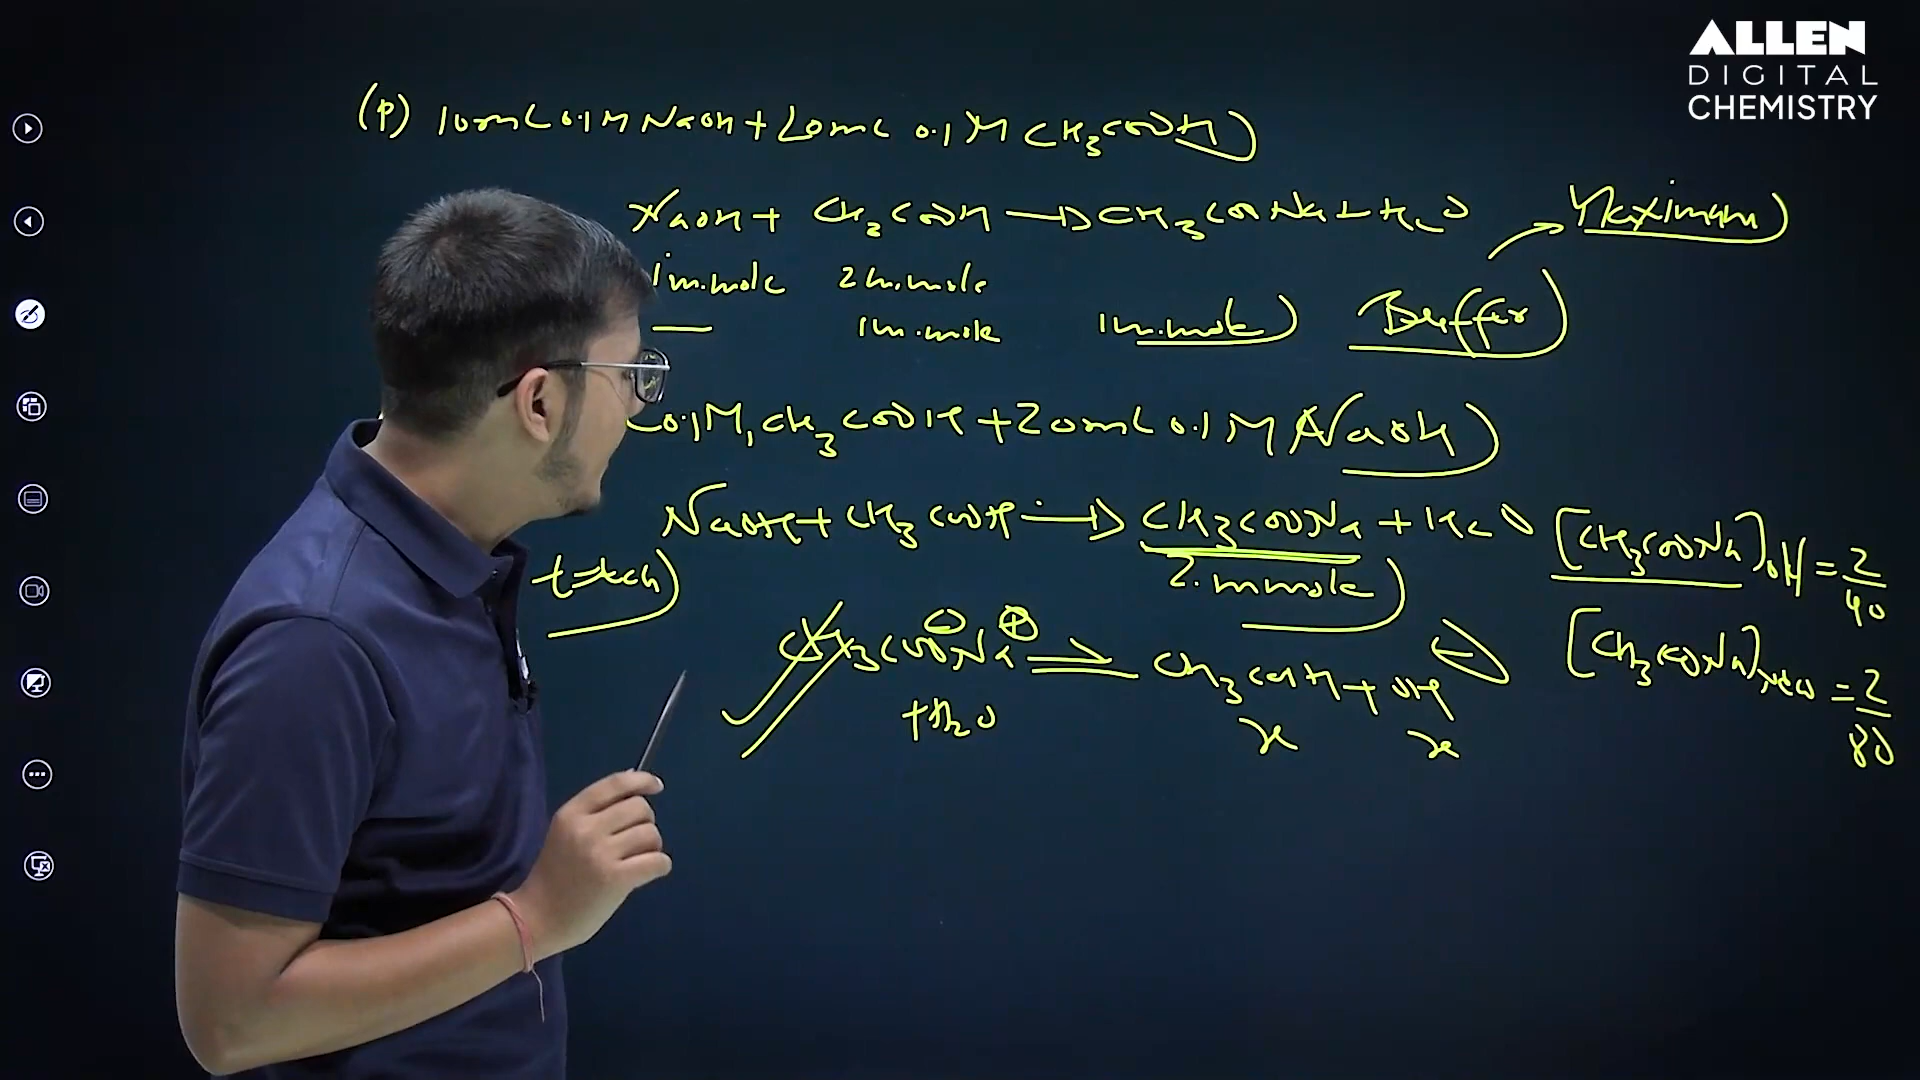 ALLEN
DIGITAL
CHEMISTRY
(P) 10mL 0.1M NaOH + 20mL 0.1M CH3COOH
NaOH + CH3COOH → CH3COONa + H2O
Maximum
1m.mole 2m.mole
— 1m.mole 1m.mole Buffer
0.1M, CH3COOH + 20mL 0.1M NaOH
NaOH + CH3COOH → CH3COONa + H2O
2.mmole
[CH3COONa] = 2/40
CH3COONa ⇌ CH3COOH + OH
+H2O
x x
[CH3COONa]new = 2/80